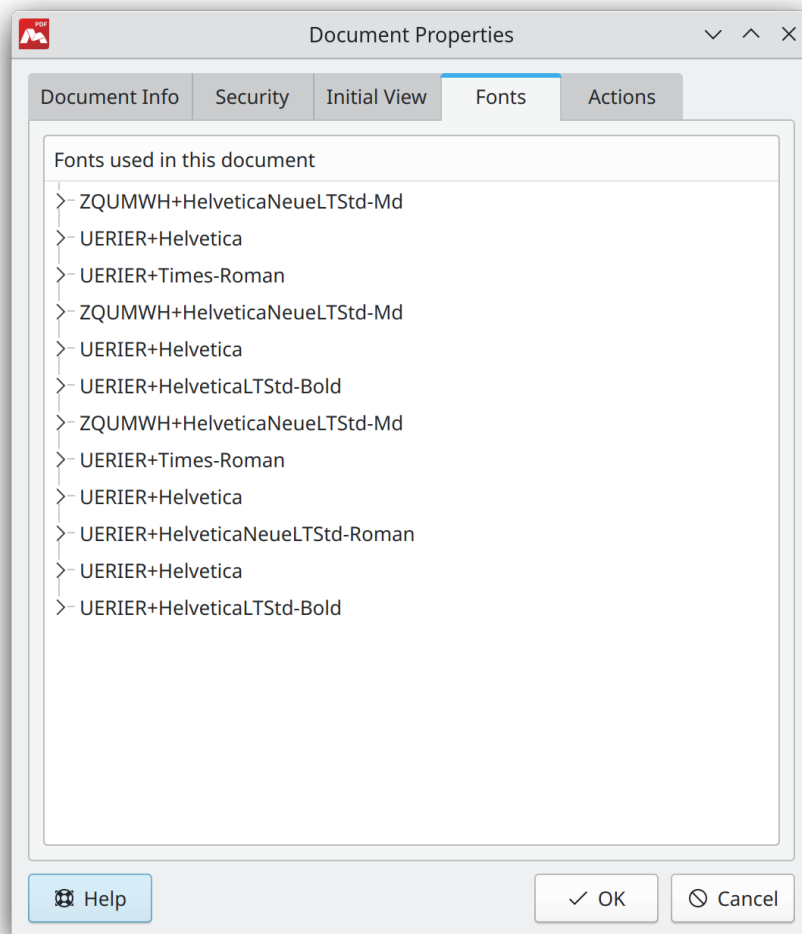 PDF
Document Properties
Document Info Security Initial View Fonts Actions
Fonts used in this document
ZQUMWH+HelveticaNeueLTStd-Md
UERIER+Helvetica
UERIER+Times-Roman
ZQUMWH+HelveticaNeueLTStd-Md
UERIER+Helvetica
UERIER+HelveticaLTStd-Bold
ZQUMWH+HelveticaNeueLTStd-Md
UERIER+Times-Roman
UERIER+Helvetica
UERIER+HelveticaNeueLTStd-Roman
UERIER+Helvetica
UERIER+HelveticaLTStd-Bold
Help OK Cancel